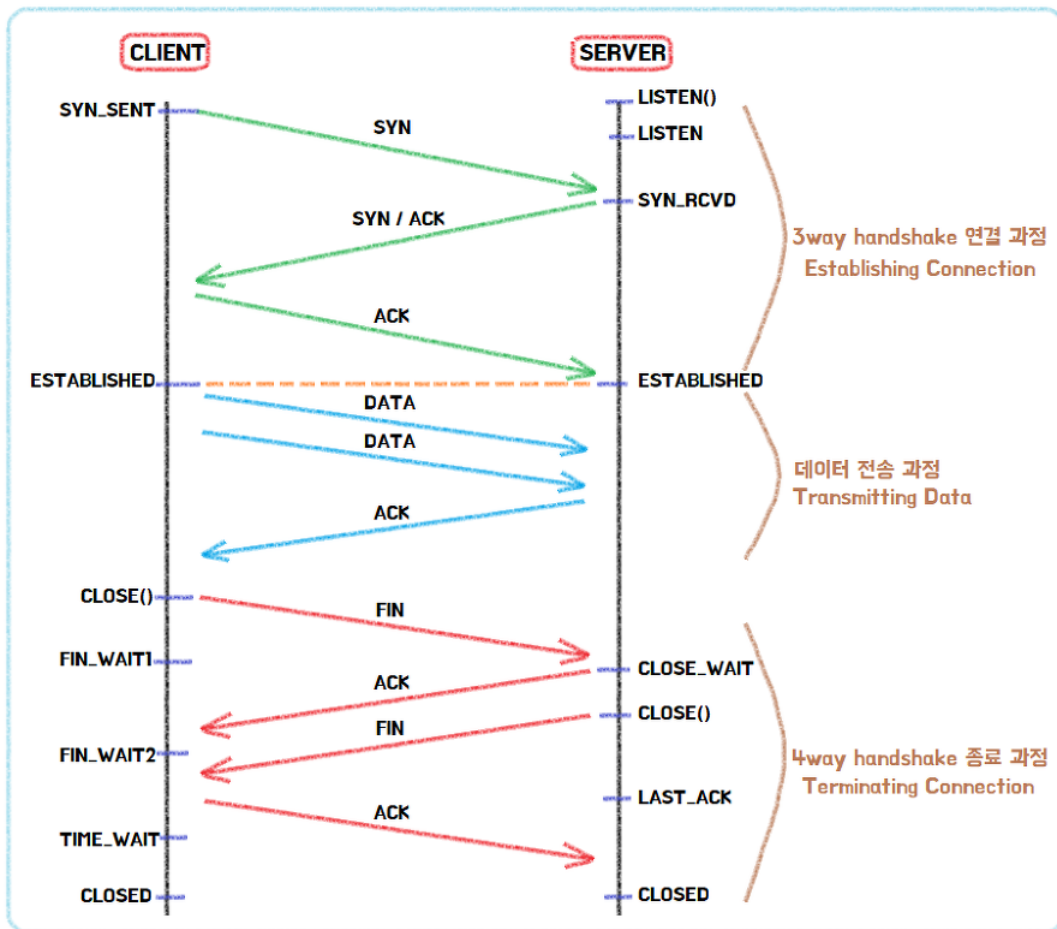 CLIENT
SERVER
SYN_SENT
LISTEN()
SYN
LISTEN
SYN_RCVD
SYN / ACK
3way handshake 연결 과정
Establishing Connection
ACK
ESTABLISHED
ESTABLISHED
DATA
DATA
데이터 전송 과정
Transmitting Data
ACK
CLOSE()
FIN
FIN_WAIT1
CLOSE_WAIT
ACK
CLOSE()
FIN
FIN_WAIT2
4way handshake 종료 과정
Terminating Connection
LAST_ACK
ACK
TIME_WAIT
CLOSED
CLOSED